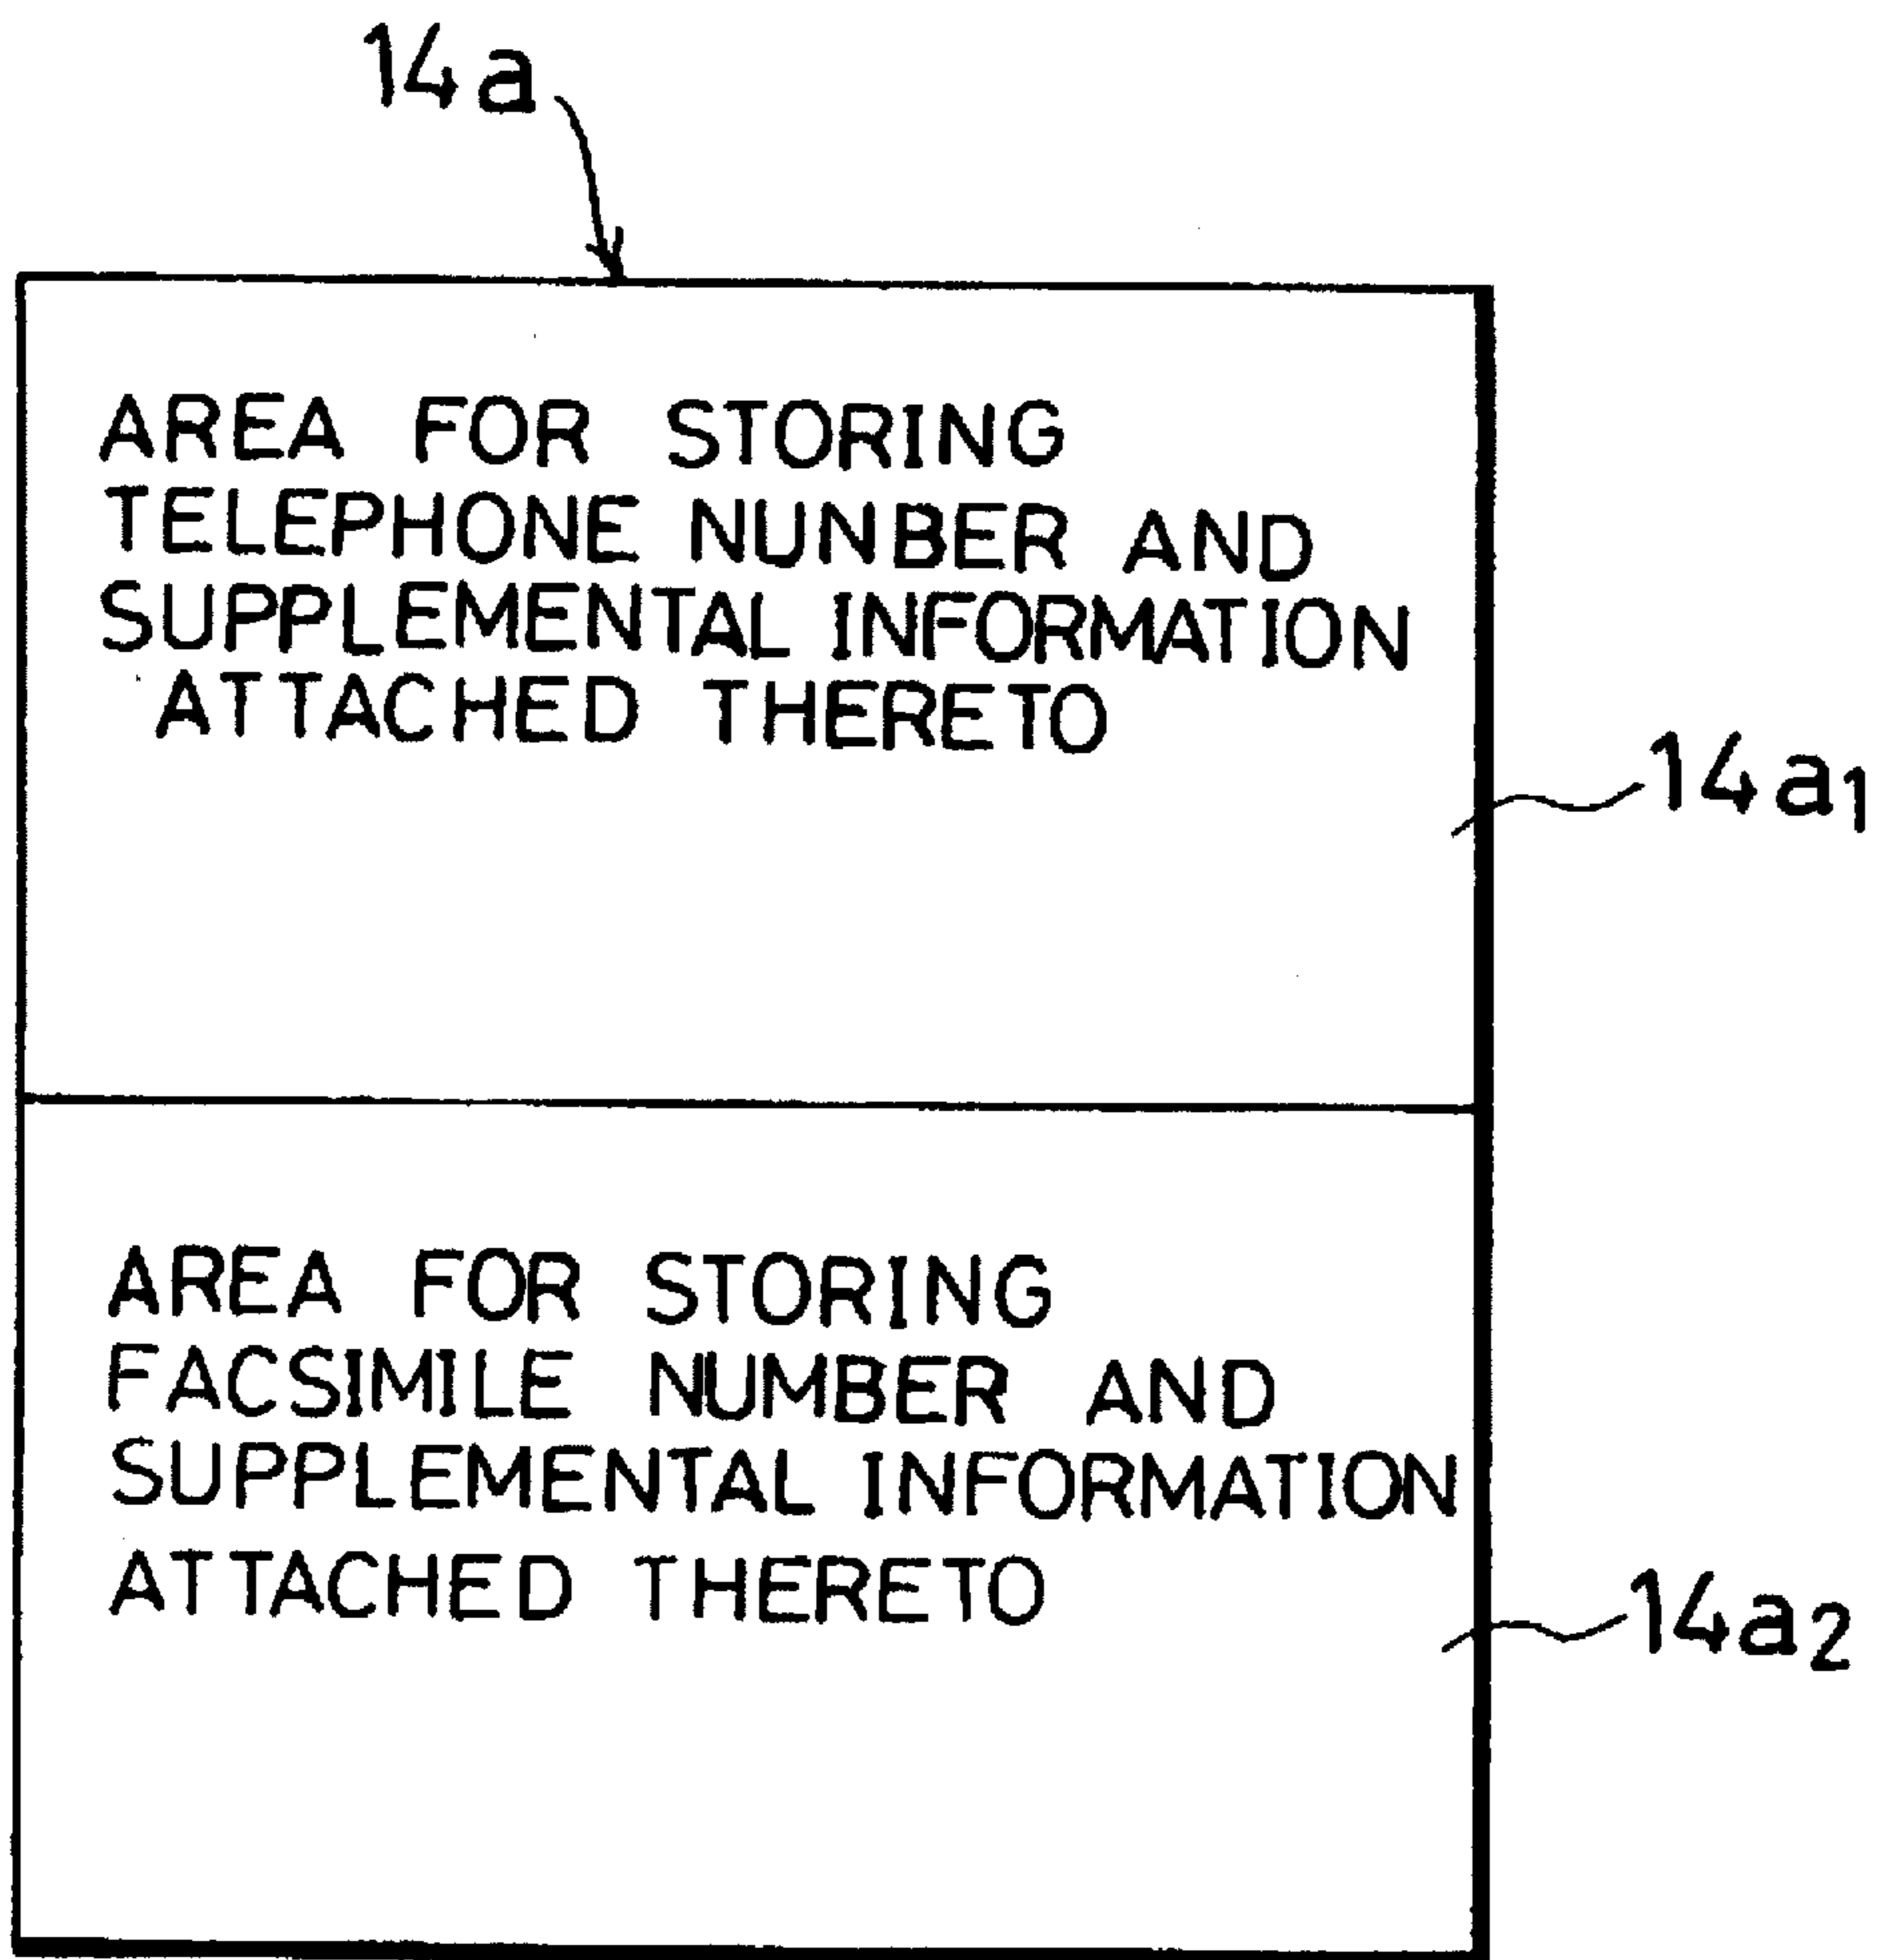 14a
AREA FOR STORING
TELEPHONE NUNBER AND
SUPPLEMENTAL INFORMATION
ATTACHED THERETO
14a1
AREA FOR STORING
FACSIMILE NUMBER AND
SUPPLEMENTAL INFORMATION
ATTACHED THERETO
14a2